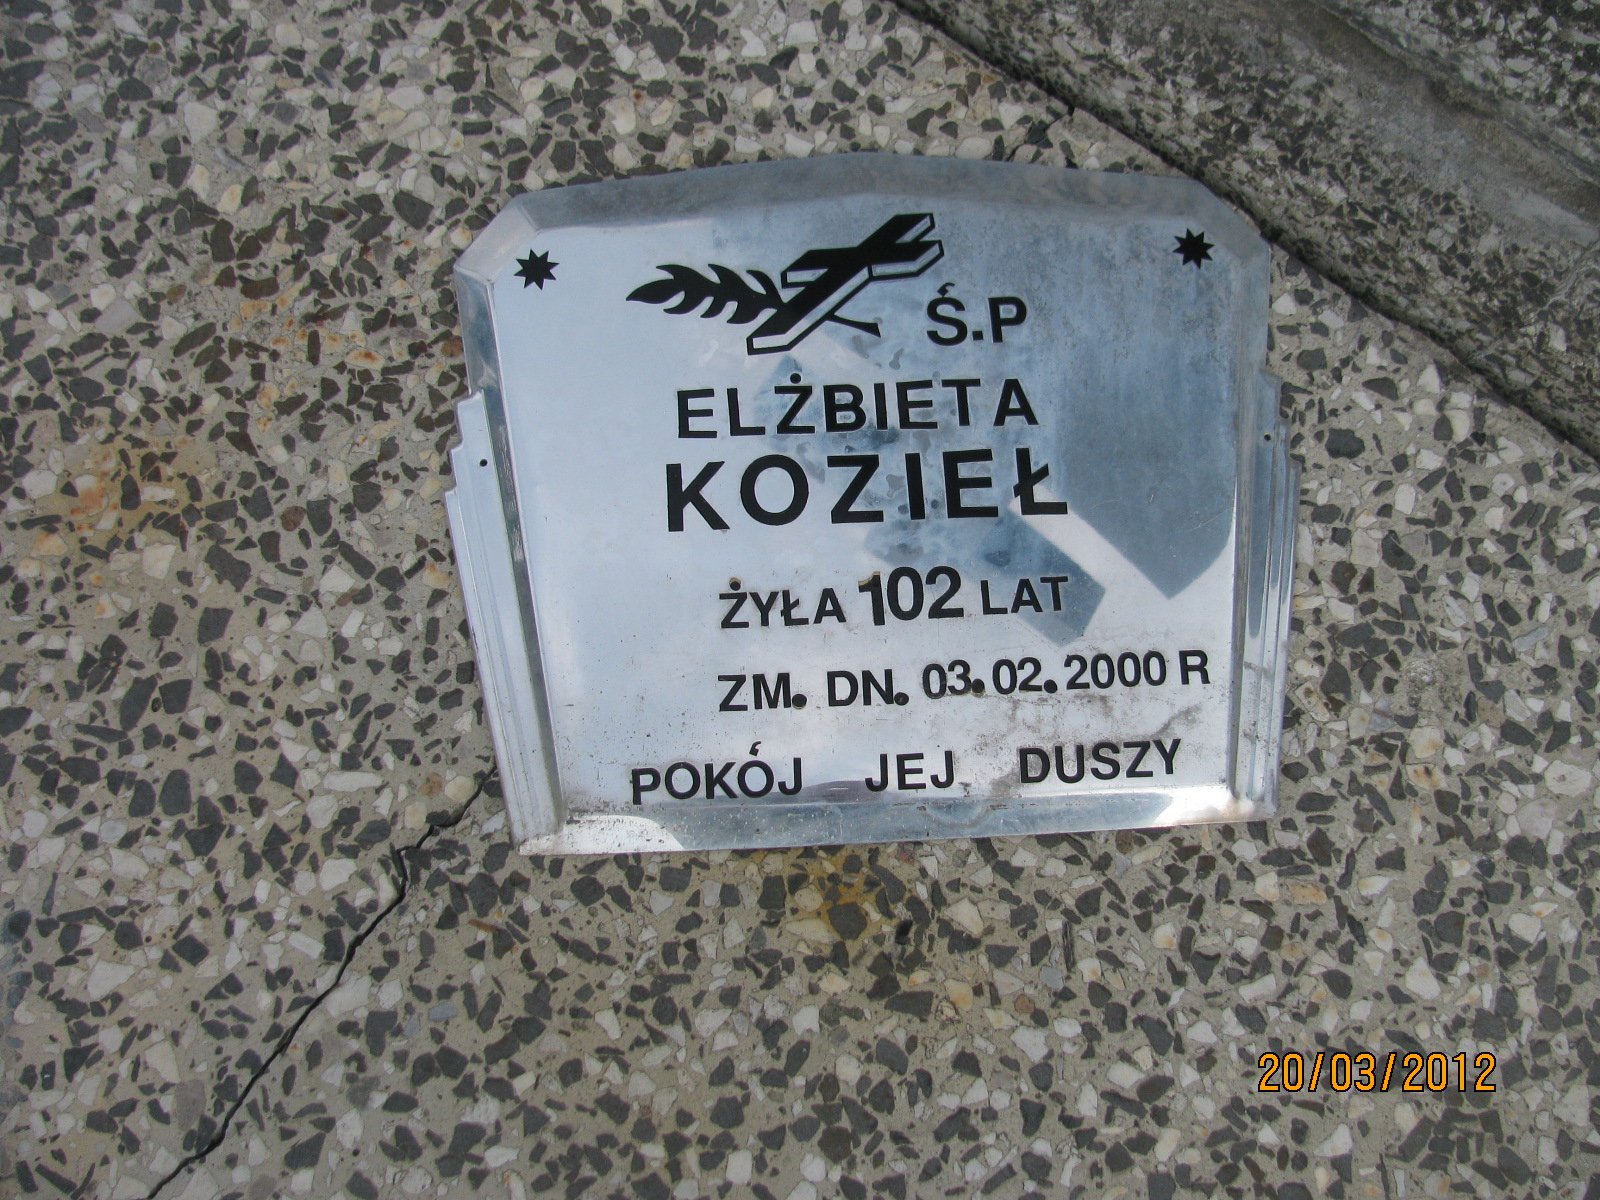 Ś.P
ELŻBIETA
KOZIEŁ
ŻYŁA 102 LAT
ZM. DN. 03.02.2000 R
POKÓJ JEJ DUSZY
20/03/2012